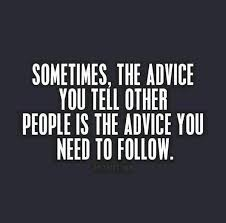 SOMETIMES, THE ADVICE
YOU TELL OTHER
PEOPLE IS THE ADVICE YOU
NEED TO FOLLOW.